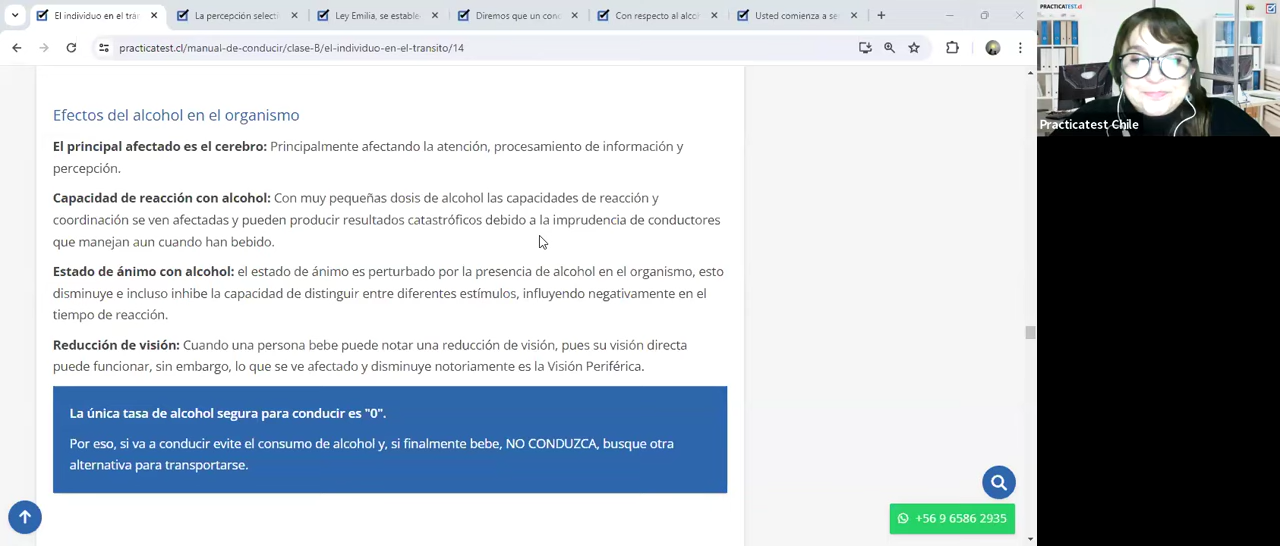 El individuo en el trán
La percepción selecti
Ley Emilia, se estable
Diremos que un con
Con respecto al alco
Usted comienza a se
practicatest.cl/manual-de-conducir/clase-B/el-individuo-en-el-transito/14
PRACTICATEST.cl
Practicatest Chile
Efectos del alcohol en el organismo
El principal afectado es el cerebro: Principalmente afectando la atención, procesamiento de información y
percepción.
Capacidad de reacción con alcohol: Con muy pequeñas dosis de alcohol las capacidades de reacción y
coordinación se ven afectadas y pueden producir resultados catastróficos debido a la imprudencia de conductores
que manejan aun cuando han bebido.
Estado de ánimo con alcohol: el estado de ánimo es perturbado por la presencia de alcohol en el organismo, esto
disminuye e incluso inhibe la capacidad de distinguir entre diferentes estímulos, influyendo negativamente en el
tiempo de reacción.
Reducción de visión: Cuando una persona bebe puede notar una reducción de visión, pues su visión directa
puede funcionar, sin embargo, lo que se ve afectado y disminuye notoriamente es la Visión Periférica.
La única tasa de alcohol segura para conducir es "0".
Por eso, si va a conducir evite el consumo de alcohol y, si finalmente bebe, NO CONDUZCA, busque otra
alternativa para transportarse.
+56 9 6586 2935